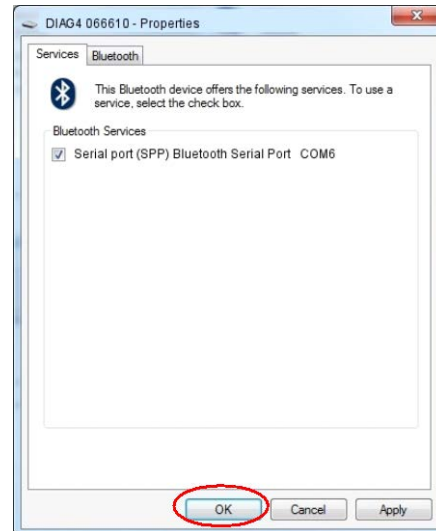 DIAG4 066610 - Properties
Services Bluetooth
This Bluetooth device offers the following services. To use a
service, select the check box.
Bluetooth Services
Serial port (SPP) Bluetooth Serial Port COM6
OK Cancel Apply